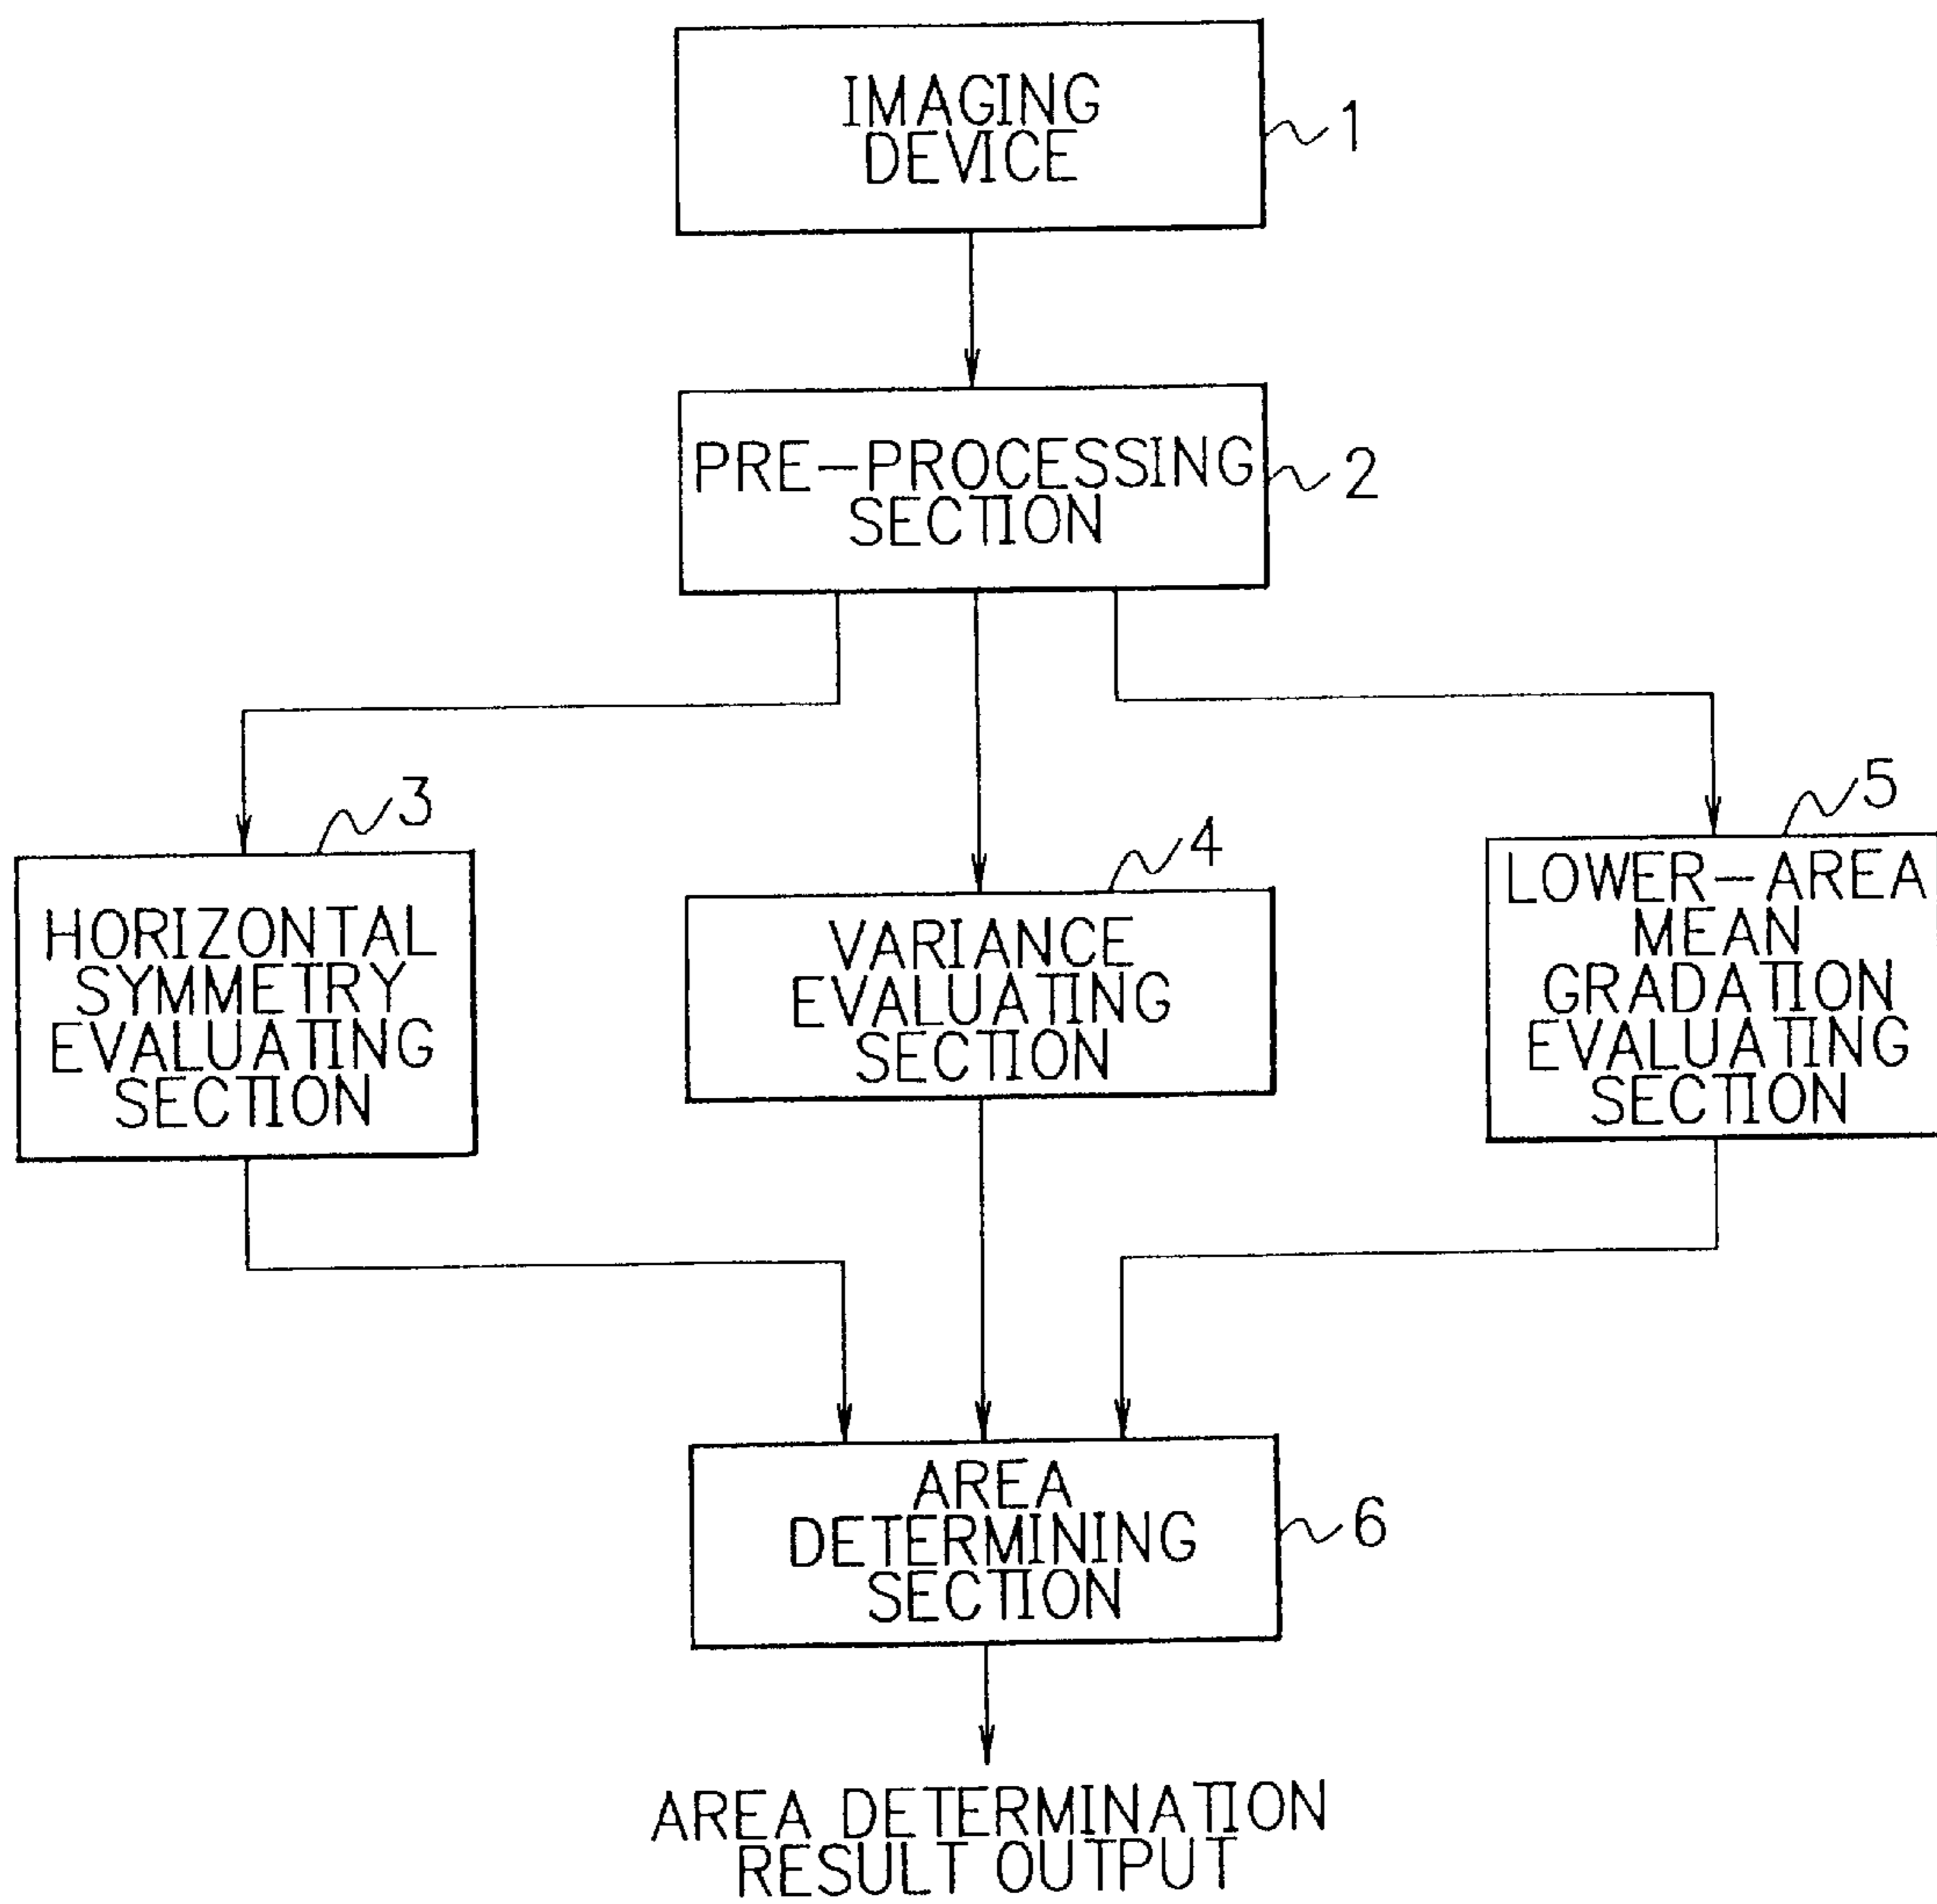 IMAGING
DEVICE
1
PRE-PROCESSING
SECTION
2
3
HORIZONTAL
SYMMETRY
EVALUATING
SECTION
4
VARIANCE
EVALUATING
SECTION
5
LOWER-AREA
MEAN
GRADATION
EVALUATING
SECTION
AREA
DETERMINING
SECTION
6
AREA DETERMINATION
RESULT OUTPUT